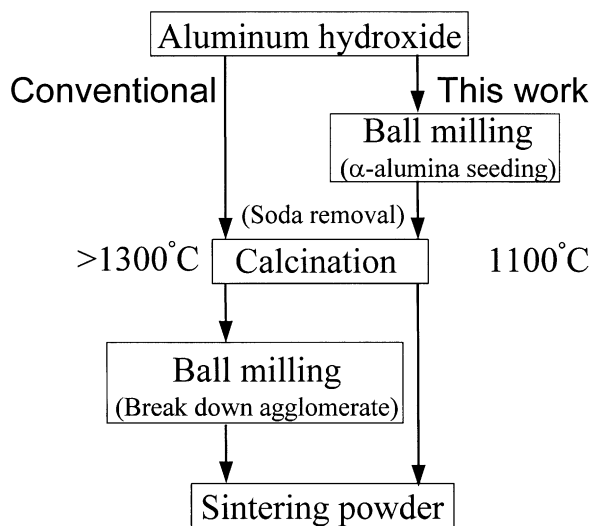 Aluminum hydroxide
Conventional
This work
Ball milling
(α-alumina seeding)
(Soda removal)
>1300°C
Calcination
1100°C
Ball milling
(Break down agglomerate)
Sintering powder